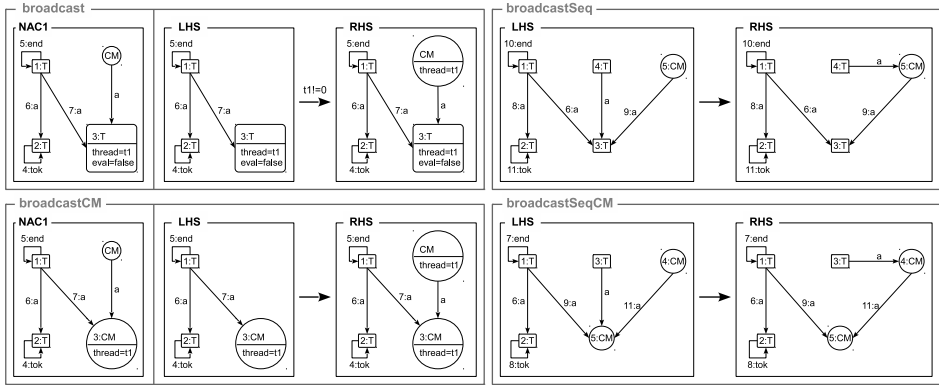 broadcast
NAC1
5:end
1:T
CM
6:a
7:a
a
3:T
thread=t1
eval=false
2:T
4:tok
LHS
5:end
1:T
6:a
7:a
3:T
thread=t1
eval=false
2:T
4:tok
t1!=0
RHS
5:end
1:T
CM
thread=t1
6:a
7:a
a
3:T
thread=t1
eval=false
2:T
4:tok
broadcastSeq
LHS
10:end
1:T
4:T
5:CM
8:a
6:a
a
9:a
2:T
3:T
11:tok
RHS
10:end
1:T
4:T
a
5:CM
8:a
6:a
9:a
2:T
3:T
11:tok
broadcastCM
NAC1
5:end
1:T
CM
6:a
7:a
a
3:CM
thread=t1
2:T
4:tok
LHS
5:end
1:T
6:a
7:a
3:CM
thread=t1
2:T
4:tok
RHS
5:end
1:T
CM
thread=t1
6:a
7:a
a
3:CM
thread=t1
2:T
4:tok
broadcastSeqCM
LHS
7:end
1:T
3:T
4:CM
6:a
9:a
a
11:a
2:T
5:CM
8:tok
RHS
7:end
1:T
3:T
a
4:CM
6:a
9:a
11:a
2:T
5:CM
8:tok